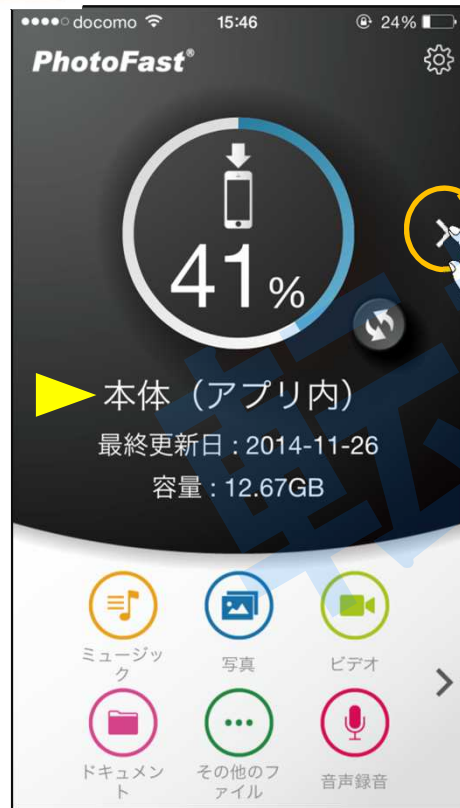 docomo 15:46 24%
PhotoFast®
41%
本体（アプリ内）
最終更新日 : 2014-11-26
容量 : 12.67GB
ミュージッ
ク
写真
ビデオ
ドキュメン
ト
その他のフ
ァイル
音声録音